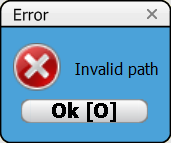 Error
Invalid path
Ok [O]